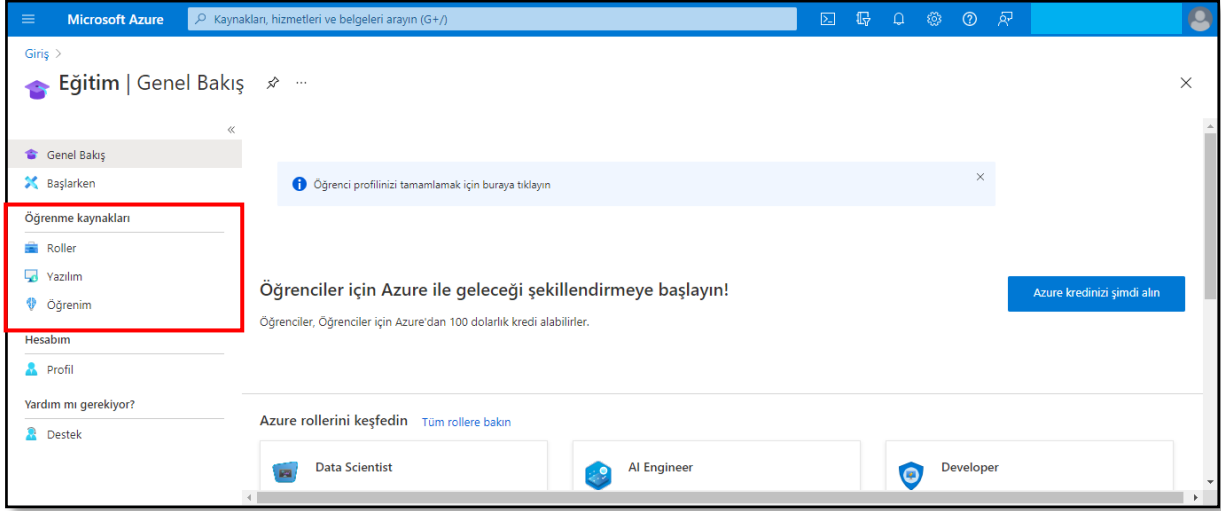 Microsoft Azure
Kaynakları, hizmetleri ve belgeleri arayın (G+/)
Giriş >
Eğitim | Genel Bakış
Genel Bakış
Başlarken
Öğrenme kaynakları
Roller
Yazılım
Öğrenim
Hesabım
Profil
Yardım mı gerekiyor?
Destek
Öğrenci profilinizi tamamlamak için buraya tıklayın
Öğrenciler için Azure ile geleceği şekillendirmeye başlayın!
Azure kredinizi şimdi alın
Öğrenciler, Öğrenciler için Azure'dan 100 dolarlık kredi alabilirler.
Azure rollerini keşfedin Tüm rollere bakın
Data Scientist
AI Engineer
Developer